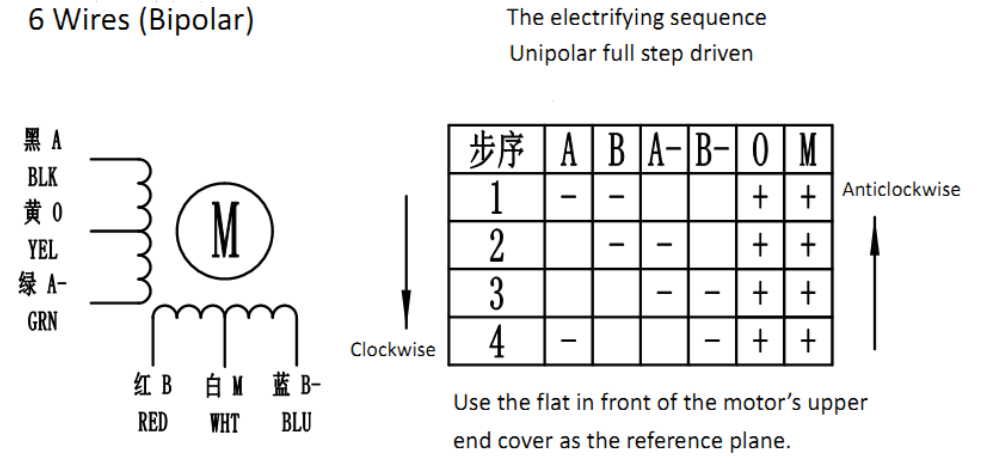 6 Wires (Bipolar)
The electrifying sequence
Unipolar full step driven
黑 A
BLK
黄 O
YEL
绿 A-
GRN
M
红 B 白 M 蓝 B-
RED WHT BLU
Clockwise
步序 A B A- B- O M
1 - - + +
2 - - + +
3 - - + +
4 - - + +
Anticlockwise
Use the flat in front of the motor's upper
end cover as the reference plane.